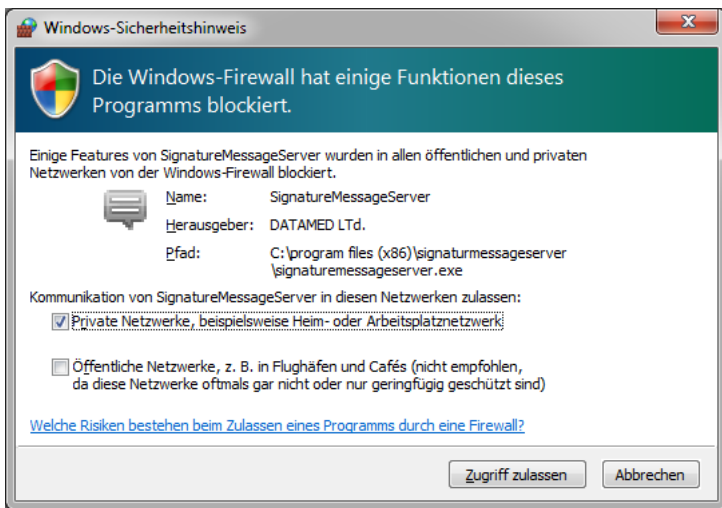 Windows-Sicherheitshinweis
Die Windows-Firewall hat einige Funktionen dieses
Programms blockiert.
Einige Features von SignatureMessageServer wurden in allen öffentlichen und privaten
Netzwerken von der Windows-Firewall blockiert.
Name: SignatureMessageServer
Herausgeber: DATAMED LTd.
Pfad: C:\program files (x86)\signaturmessageserver
\signaturemessageserver.exe
Kommunikation von SignatureMessageServer in diesen Netzwerken zulassen:
Private Netzwerke, beispielsweise Heim- oder Arbeitsplatznetzwerk
Öffentliche Netzwerke, z. B. in Flughäfen und Cafés (nicht empfohlen,
da diese Netzwerke oftmals gar nicht oder nur geringfügig geschützt sind)
Welche Risiken bestehen beim Zulassen eines Programms durch eine Firewall?
Zugriff zulassen Abbrechen